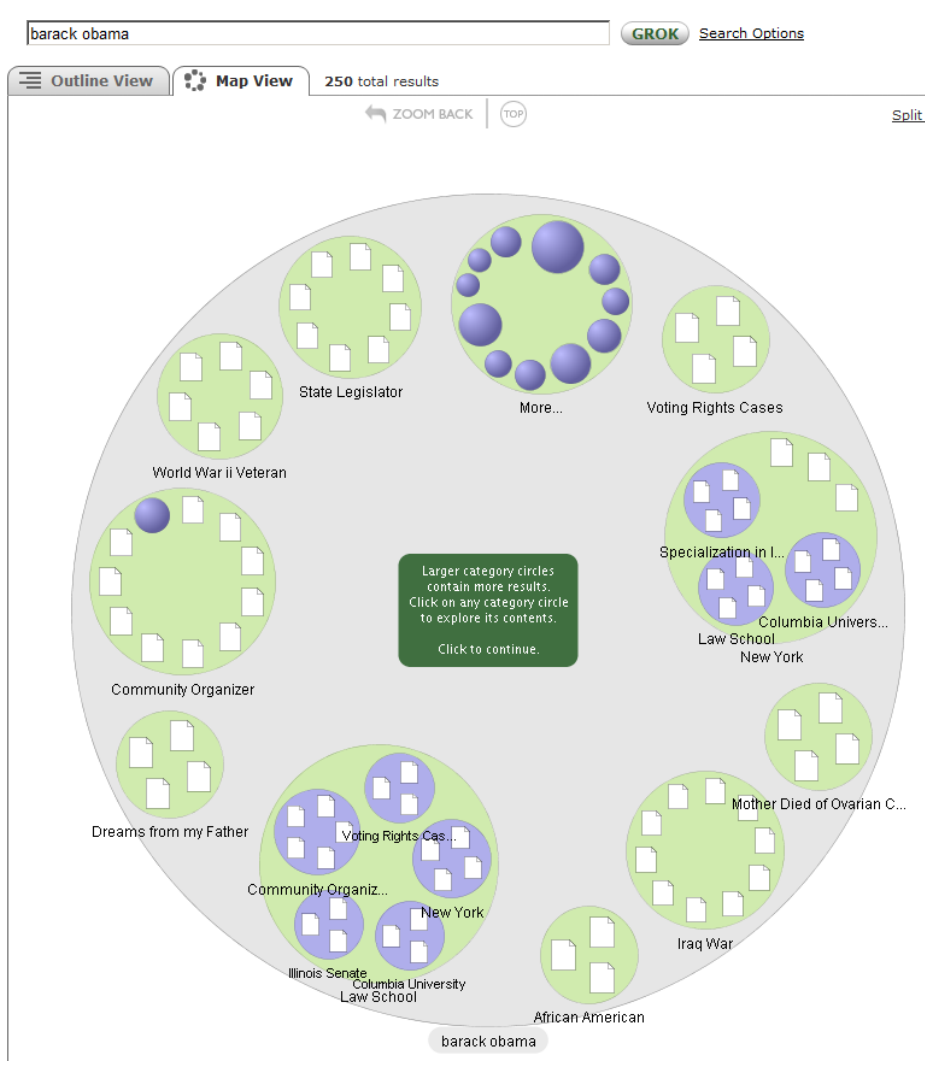 barack obama
GROK
Search Options
Outline View
Map View
250 total results
ZOOM BACK
TOP
Split
State Legislator
More...
Voting Rights Cases
World War ii Veteran
Specialization in I...
Columbia Univers...
Law School
New York
Larger category circles
contain more results.
Click on any category circle
to explore its contents.
Click to continue.
Community Organizer
Mother Died of Ovarian C...
Dreams from my Father
Voting Rights Cas...
Community Organiz...
New York
Illinois Senate
Columbia University
Law School
Iraq War
African American
barack obama